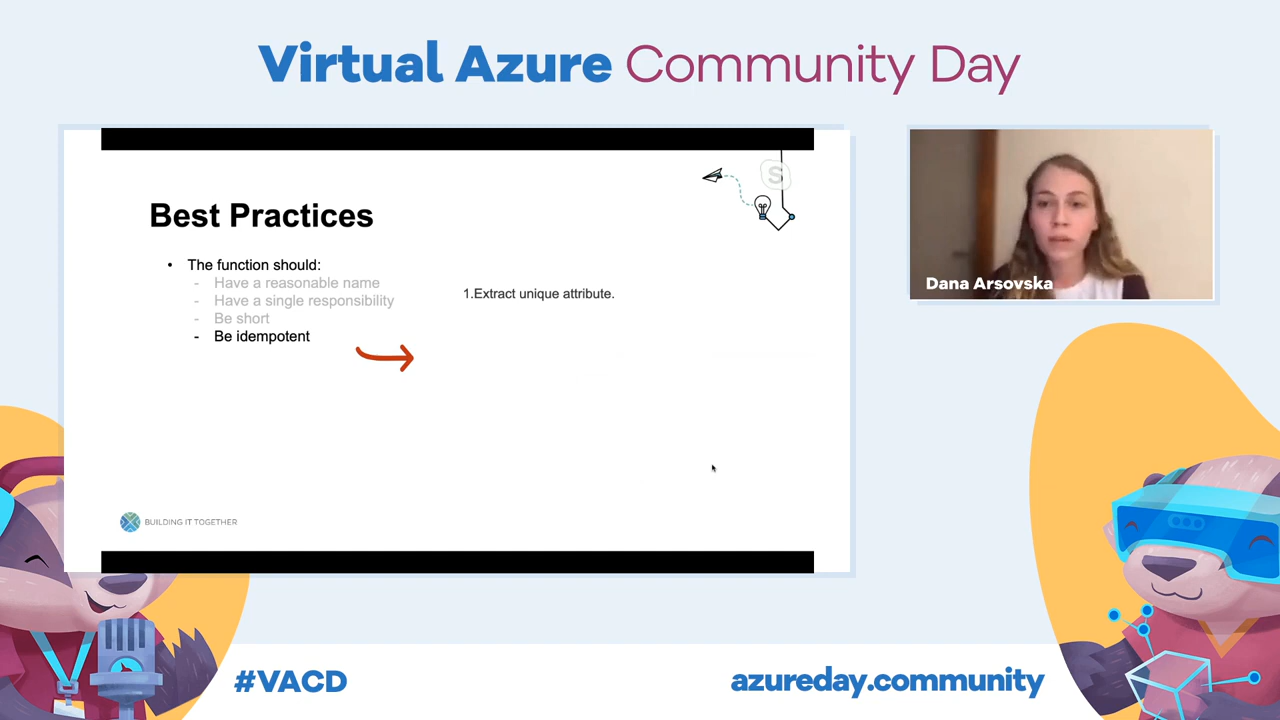 Virtual Azure Community Day
S
Best Practices
• The function should:
- Have a reasonable name
- Have a single responsibility
- Be short
- Be idempotent
1.Extract unique attribute.
BUILDING IT TOGETHER
Dana Arsovska
#VACD
azureday.community